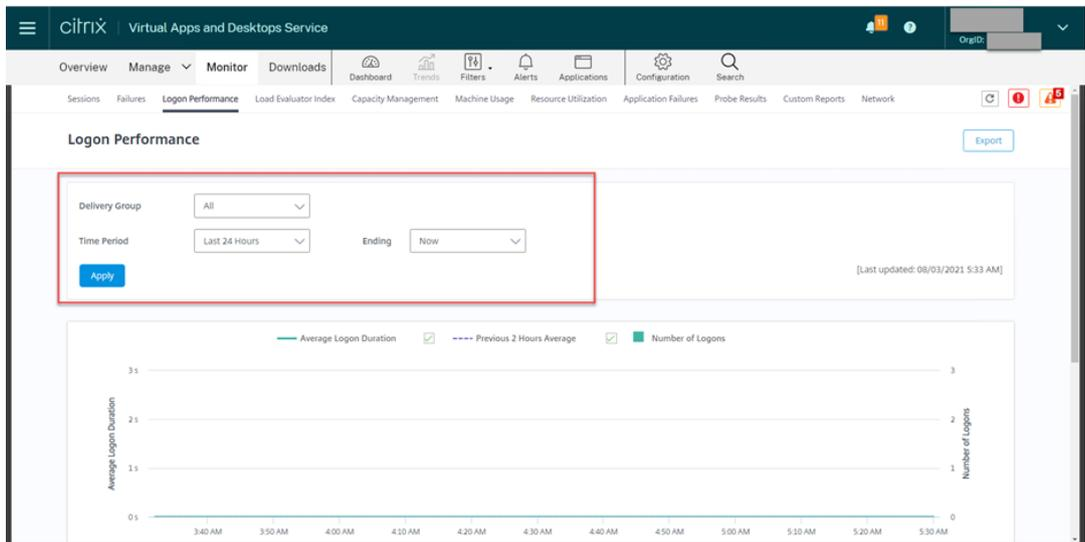 citrix | Virtual Apps and Desktops Service 11 ?
OrgID:
Overview Manage Monitor Downloads Dashboard Trends Filters Alerts Applications Configuration Search
Sessions Failures Logon Performance Load Evaluator Index Capacity Management Machine Usage Resource Utilization Application Failures Probe Results Custom Reports Network 5
Logon Performance Export
Delivery Group All
Time Period Last 24 Hours Ending Now
Apply [Last updated: 08/03/2021 5:33 AM]
Average Logon Duration Previous 2 Hours Average Number of Logons
3 s 3
2 s 2
1 s 1
0 s 0
Average Logon Duration
Number of Logons
3:40 AM 3:50 AM 4:00 AM 4:10 AM 4:20 AM 4:30 AM 4:40 AM 4:50 AM 5:00 AM 5:10 AM 5:20 AM 5:30 AM